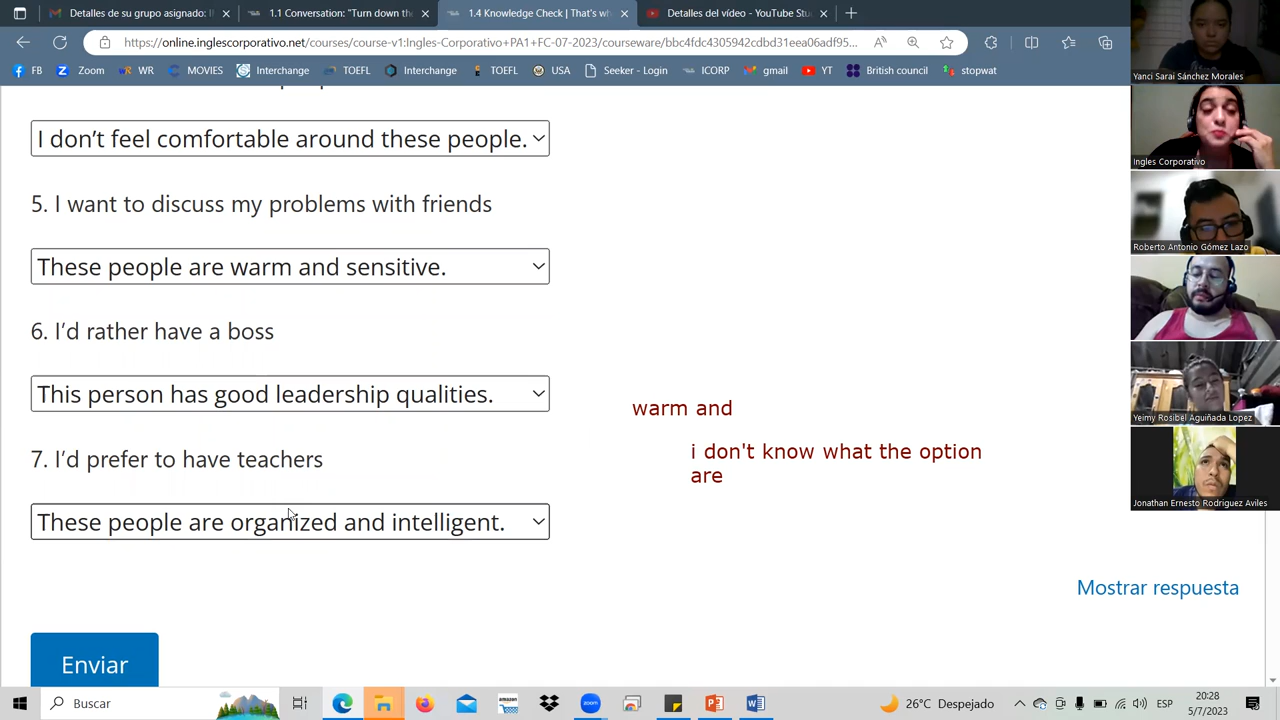 Detalles de su grupo asignado: I
1.1 Conversation: "Turn down th
1.4 Knowledge Check | That's wh
Detalles del vídeo - YouTube Stu
https://online.inglescorporativo.net/courses/course-v1:Ingles-Corporativo+PA1+FC-07-2023/courseware/bbc4fdc4305942cdbd31eea06adf95...
FB
Zoom
WR
MOVIES
Interchange
TOEFL
Interchange
TOEFL
USA
Seeker - Login
ICORP
gmail
YT
British council
stopwat
I don't feel comfortable around these people.
5. I want to discuss my problems with friends
These people are warm and sensitive.
6. I'd rather have a boss
This person has good leadership qualities.
7. I'd prefer to have teachers
These people are organized and intelligent.
warm and
i don't know what the option
are
Mostrar respuesta
Enviar
Yanci Sarai Sánchez Morales
Ingles Corporativo
Roberto Antonio Gómez Lazo
Yeimy Rosibel Aguiñada Lopez
Jonathan Ernesto Rodriguez Aviles
Buscar
amazon
26°C Despejado
ESP
20:28
5/7/2023